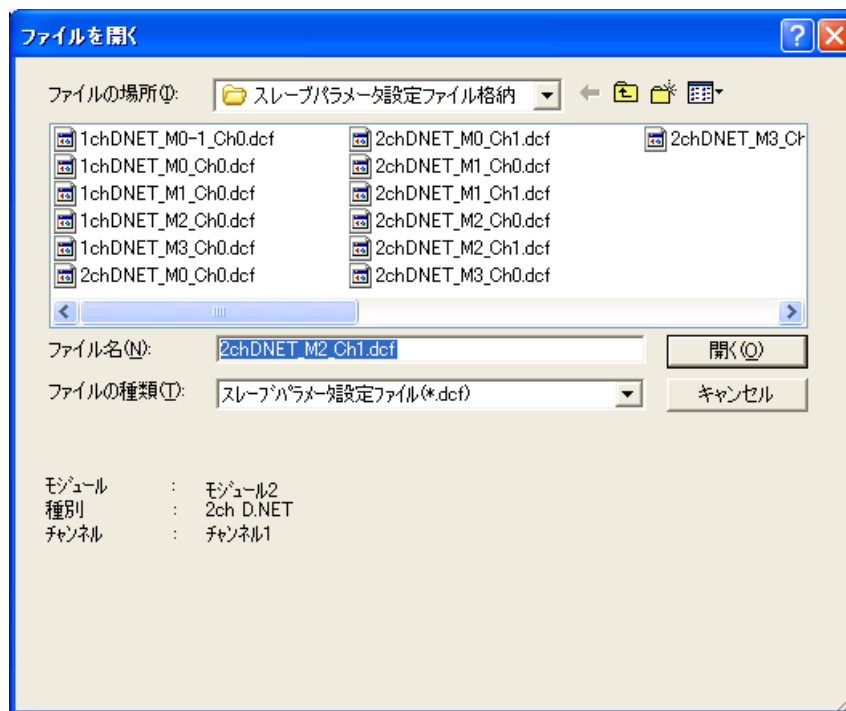 ファイルを開く
ファイルの場所(I):
スレーブパラメータ設定ファイル格納
1chDNET_M0-1_Ch0.dcf
1chDNET_M0_Ch0.dcf
1chDNET_M1_Ch0.dcf
1chDNET_M2_Ch0.dcf
1chDNET_M3_Ch0.dcf
2chDNET_M0_Ch0.dcf
2chDNET_M0_Ch1.dcf
2chDNET_M1_Ch0.dcf
2chDNET_M1_Ch1.dcf
2chDNET_M2_Ch0.dcf
2chDNET_M2_Ch1.dcf
2chDNET_M3_Ch0.dcf
2chDNET_M3_Ch
ファイル名(N):
2chDNET_M2_Ch1.dcf
開く(O)
ファイルの種類(T):
スレーブパラメータ設定ファイル(*.dcf)
キャンセル
モジュール : モジュール2
種別 : 2ch D.NET
チャンネル : チャンネル1